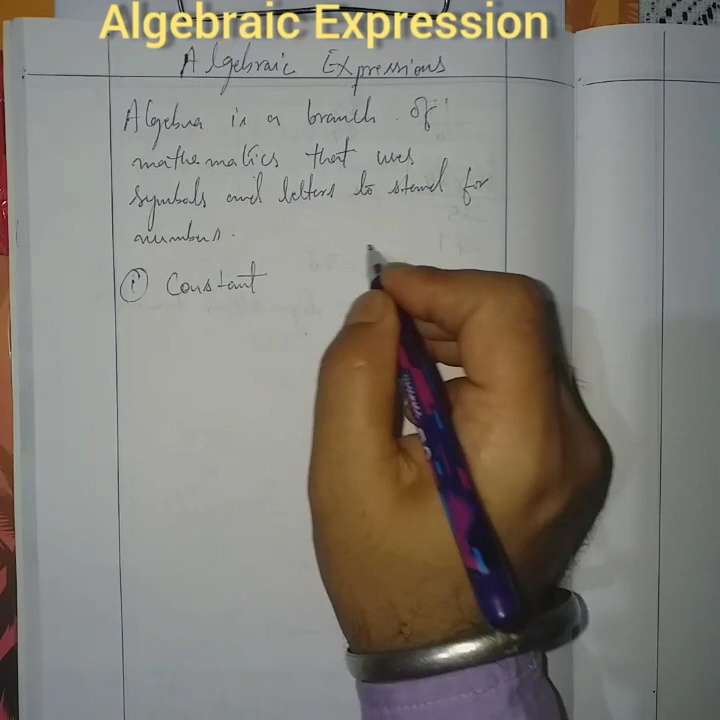 Algebraic Expression
Algebraic Expressions
Algebra is a branch of
mathematics that uses
symbols and letters to stand for
numbers.
① Constant